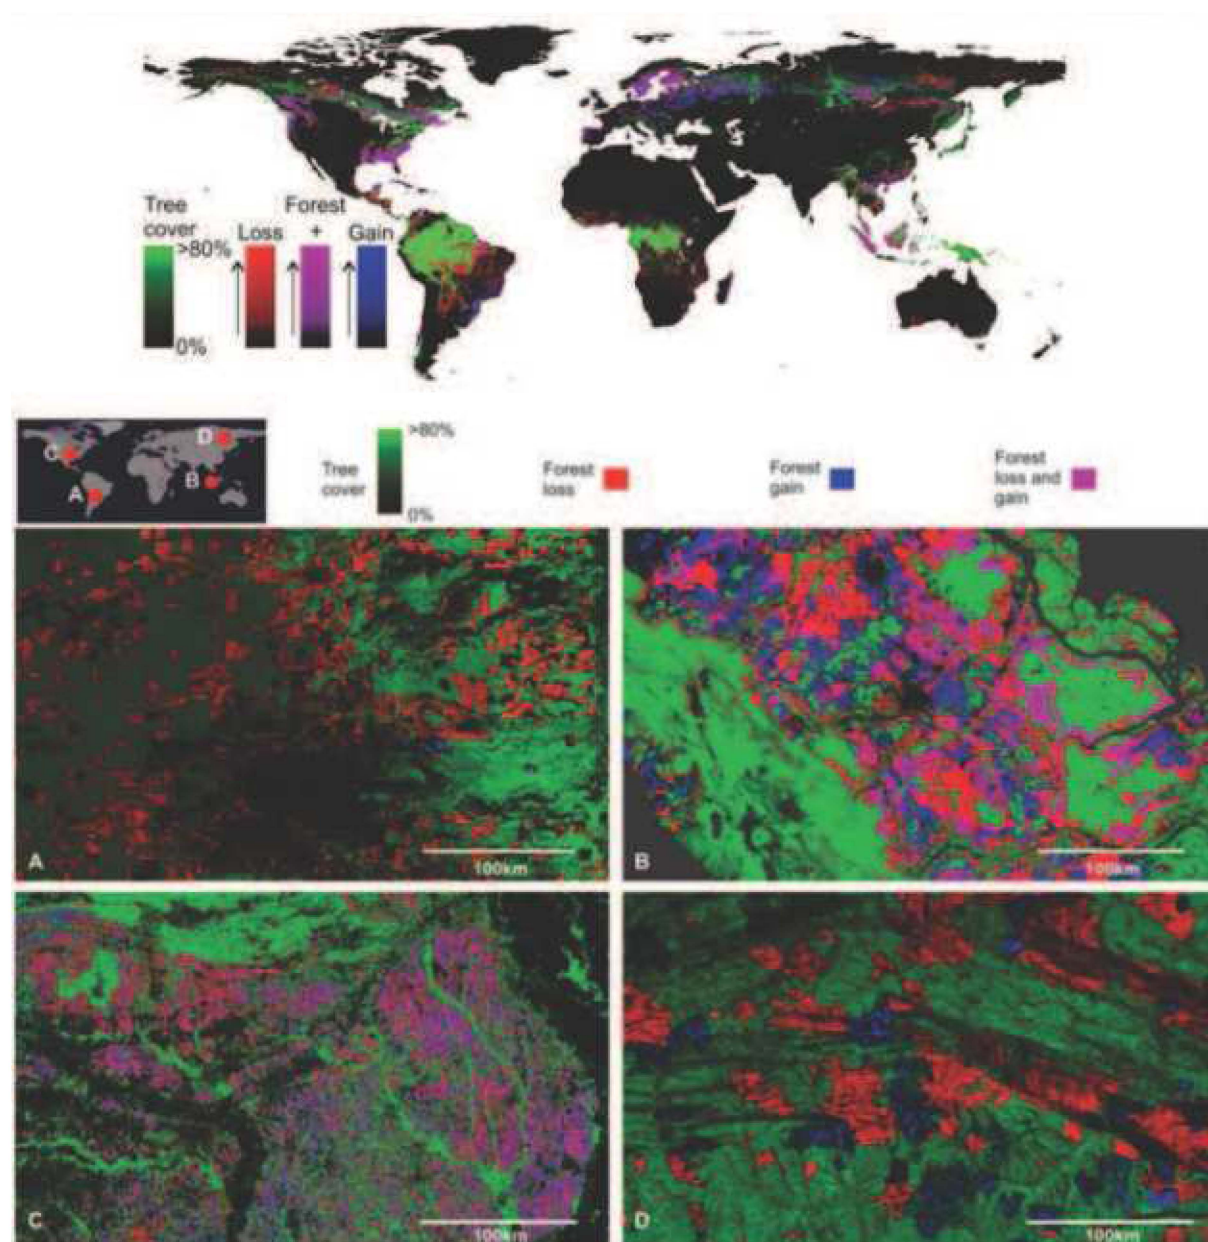 Tree
cover
>80%
0%
Loss
Forest
+
Gain
A
B
C
D
Tree
cover
>80%
0%
Forest
loss
Forest
gain
Forest
loss and
gain
A
100km
B
100km
C
100km
D
100km